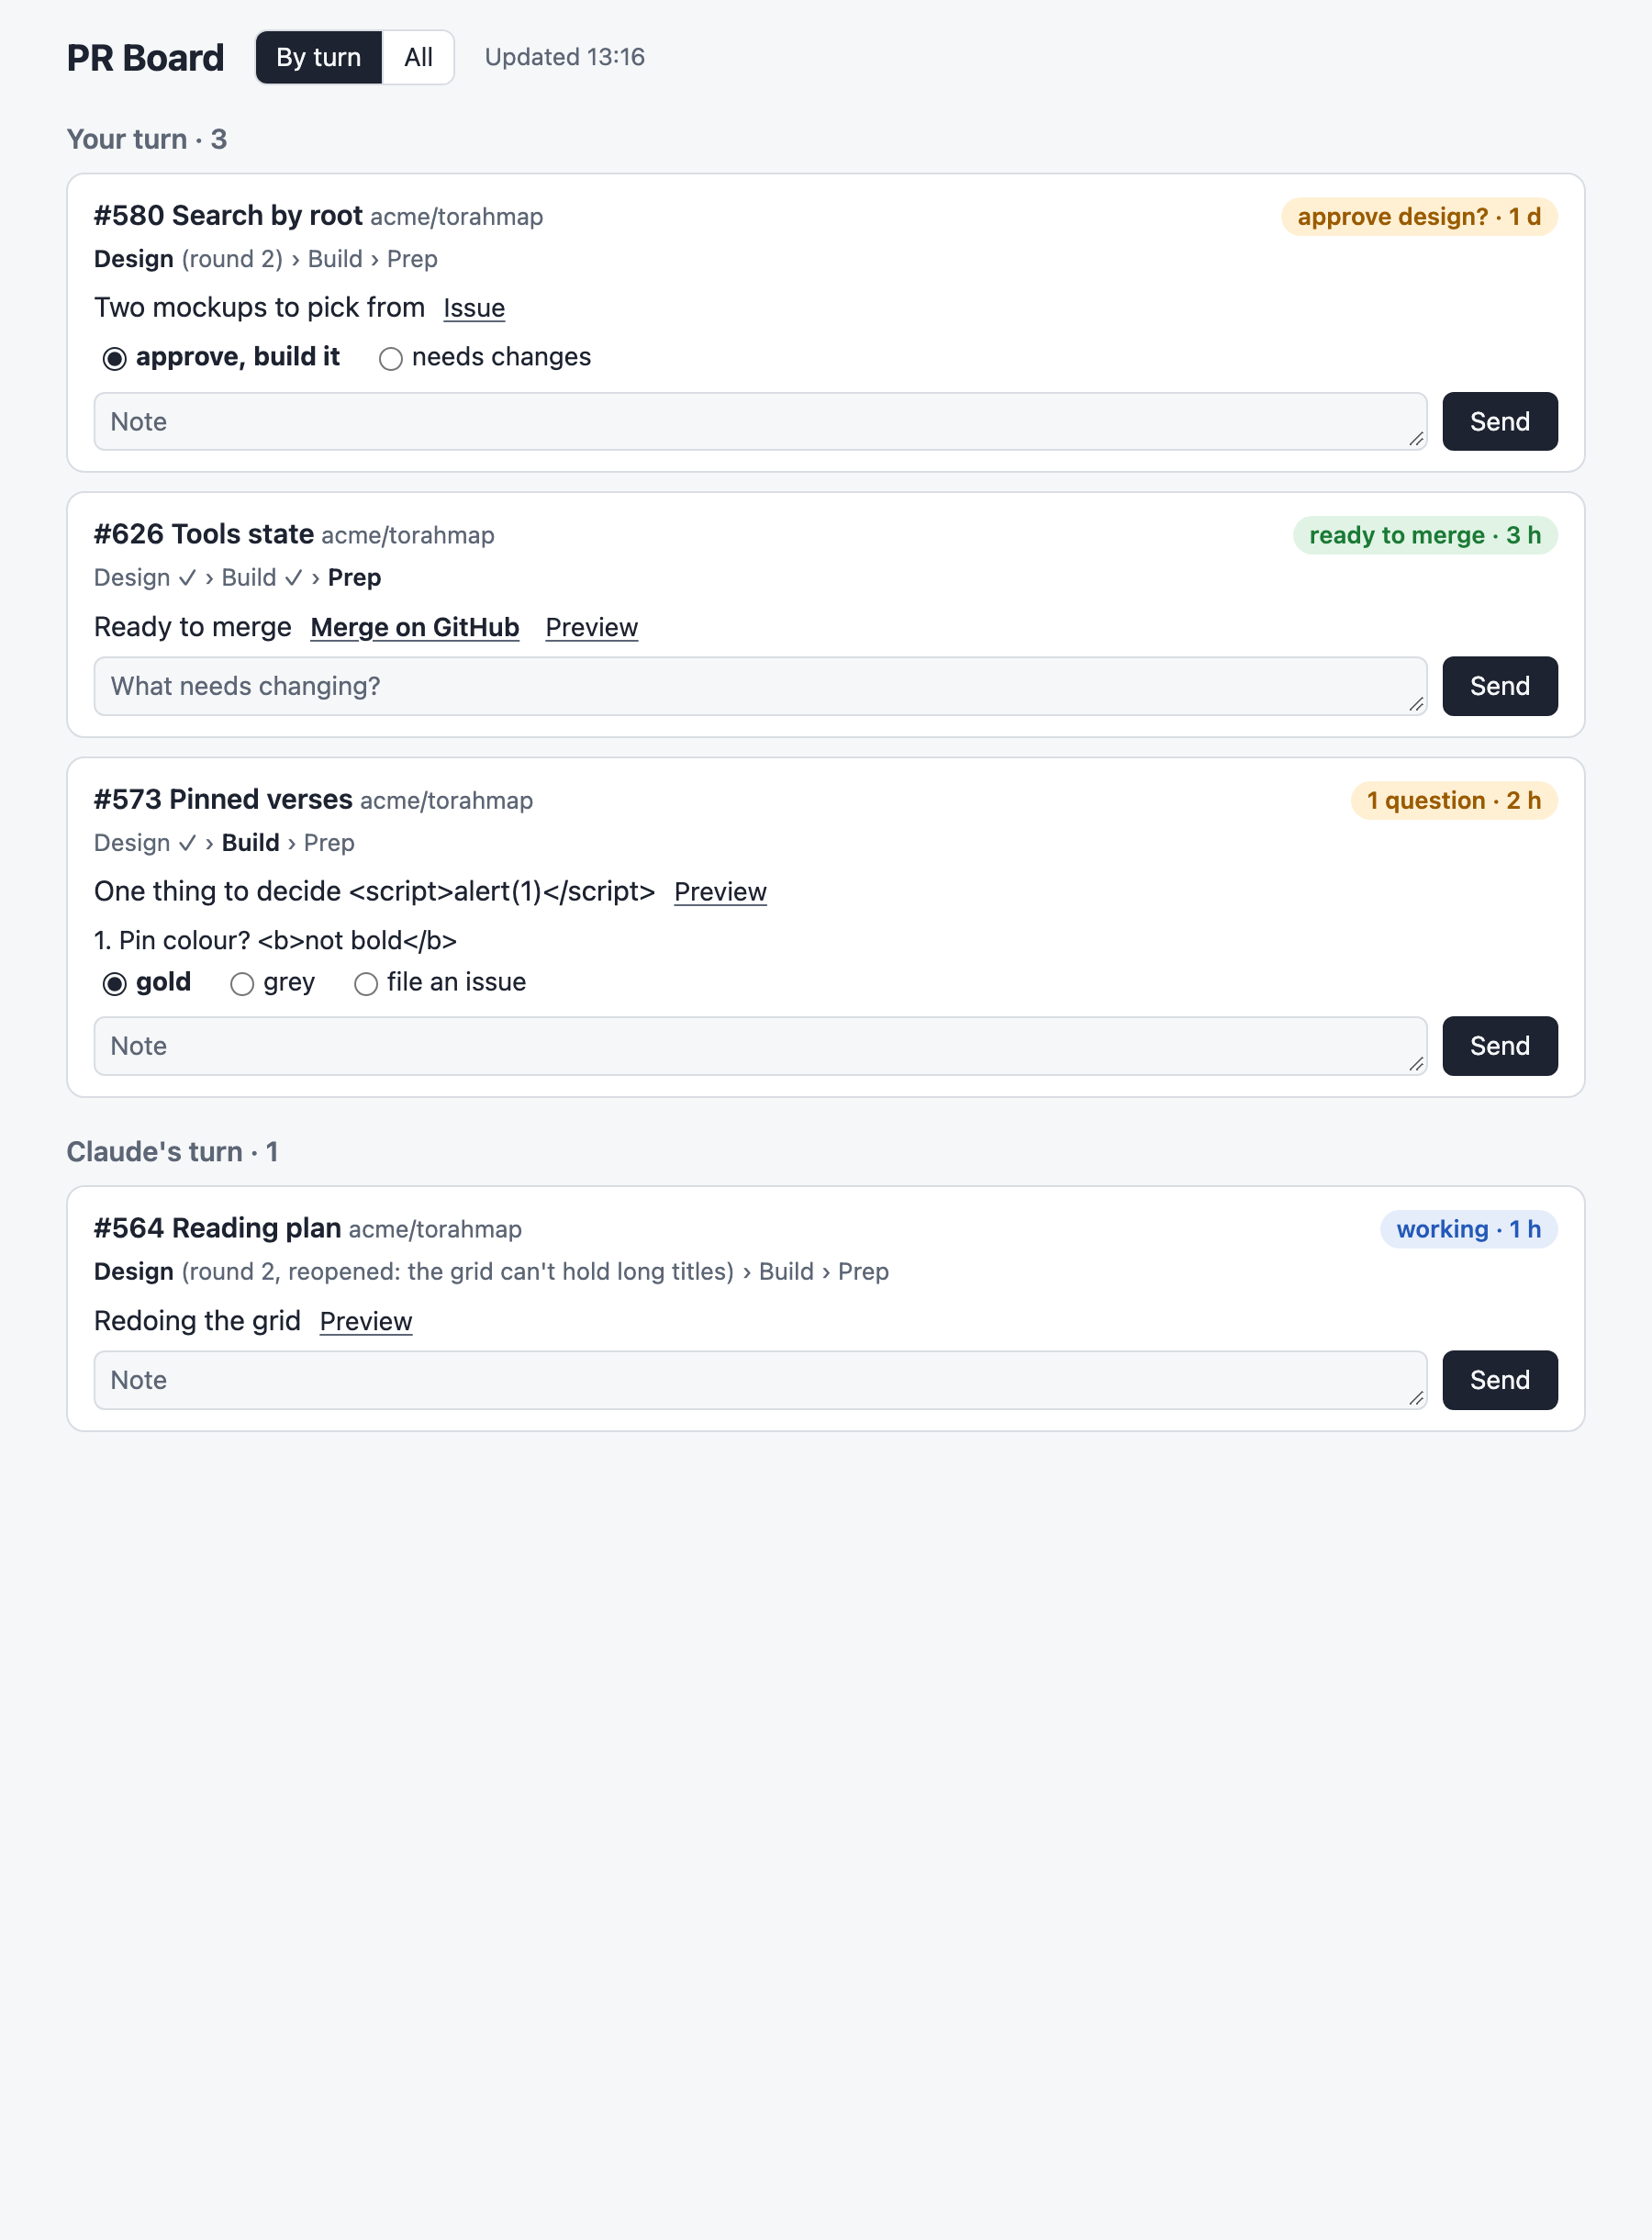 PR Board By turn All Updated 13:16
Your turn · 3
#580 Search by root acme/torahmap approve design? · 1 d
Design (round 2) › Build › Prep
Two mockups to pick from Issue
approve, build it needs changes
Note Send
#626 Tools state acme/torahmap ready to merge · 3 h
Design ✓ › Build ✓ › Prep
Ready to merge Merge on GitHub Preview
What needs changing? Send
#573 Pinned verses acme/torahmap 1 question · 2 h
Design ✓ › Build › Prep
One thing to decide <script>alert(1)</script> Preview
1. Pin colour? <b>not bold</b>
gold grey file an issue
Note Send
Claude's turn · 1
#564 Reading plan acme/torahmap working · 1 h
Design (round 2, reopened: the grid can't hold long titles) › Build › Prep
Redoing the grid Preview
Note Send